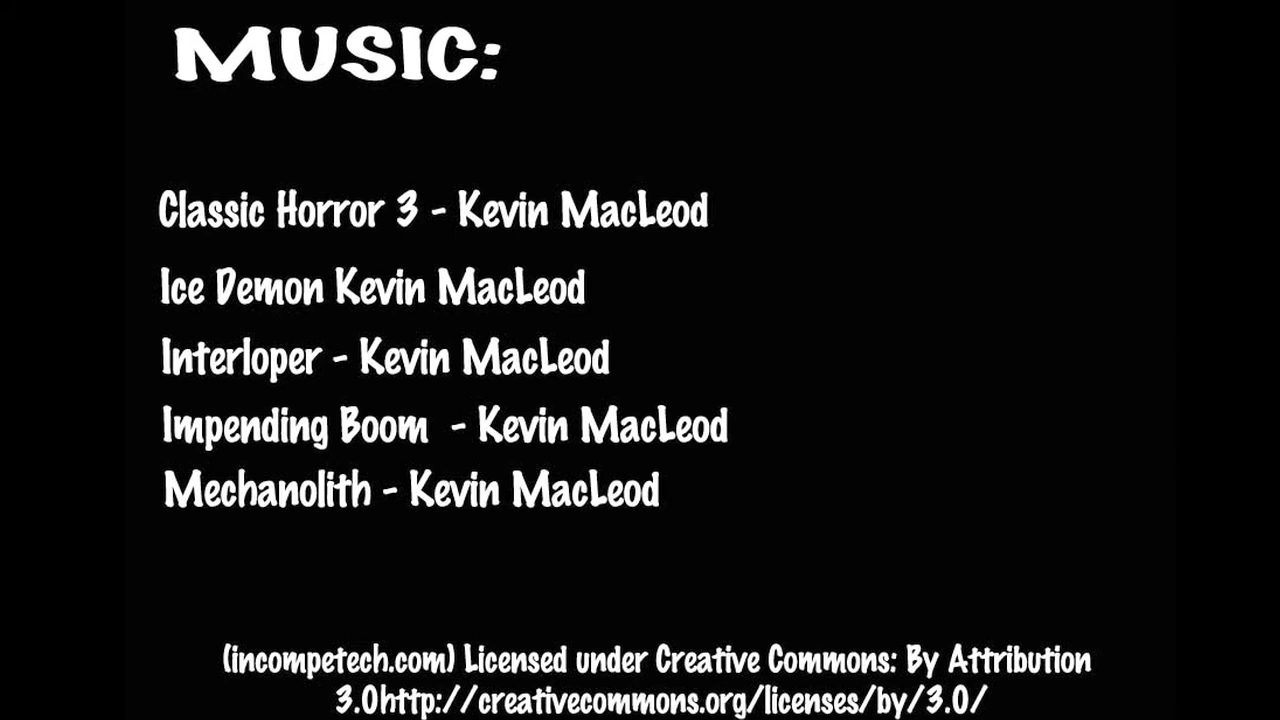 MUSIC:
Classic Horror 3 - Kevin MacLeod
Ice Demon Kevin MacLeod
Interloper - Kevin MacLeod
Impending Boom - Kevin MacLeod
Mechanolith - Kevin MacLeod
(incompetech.com) Licensed under Creative Commons: By Attribution
3.0http://creativecommons.org/licenses/by/3.0/